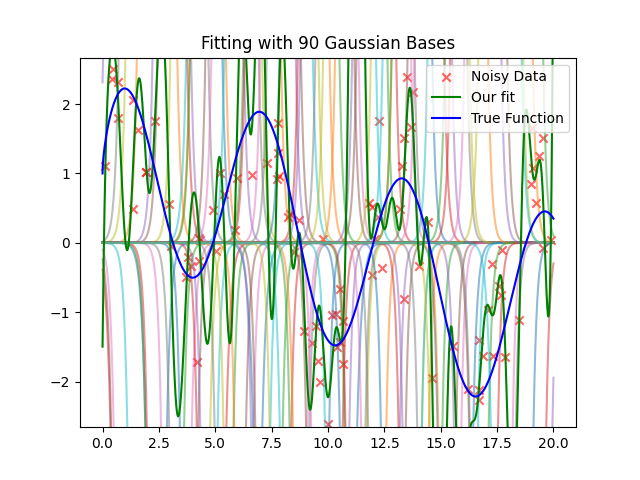 Fitting with 90 Gaussian Bases
Noisy Data
Our fit
True Function
2
1
0
−1
−2
0.0 2.5 5.0 7.5 10.0 12.5 15.0 17.5 20.0